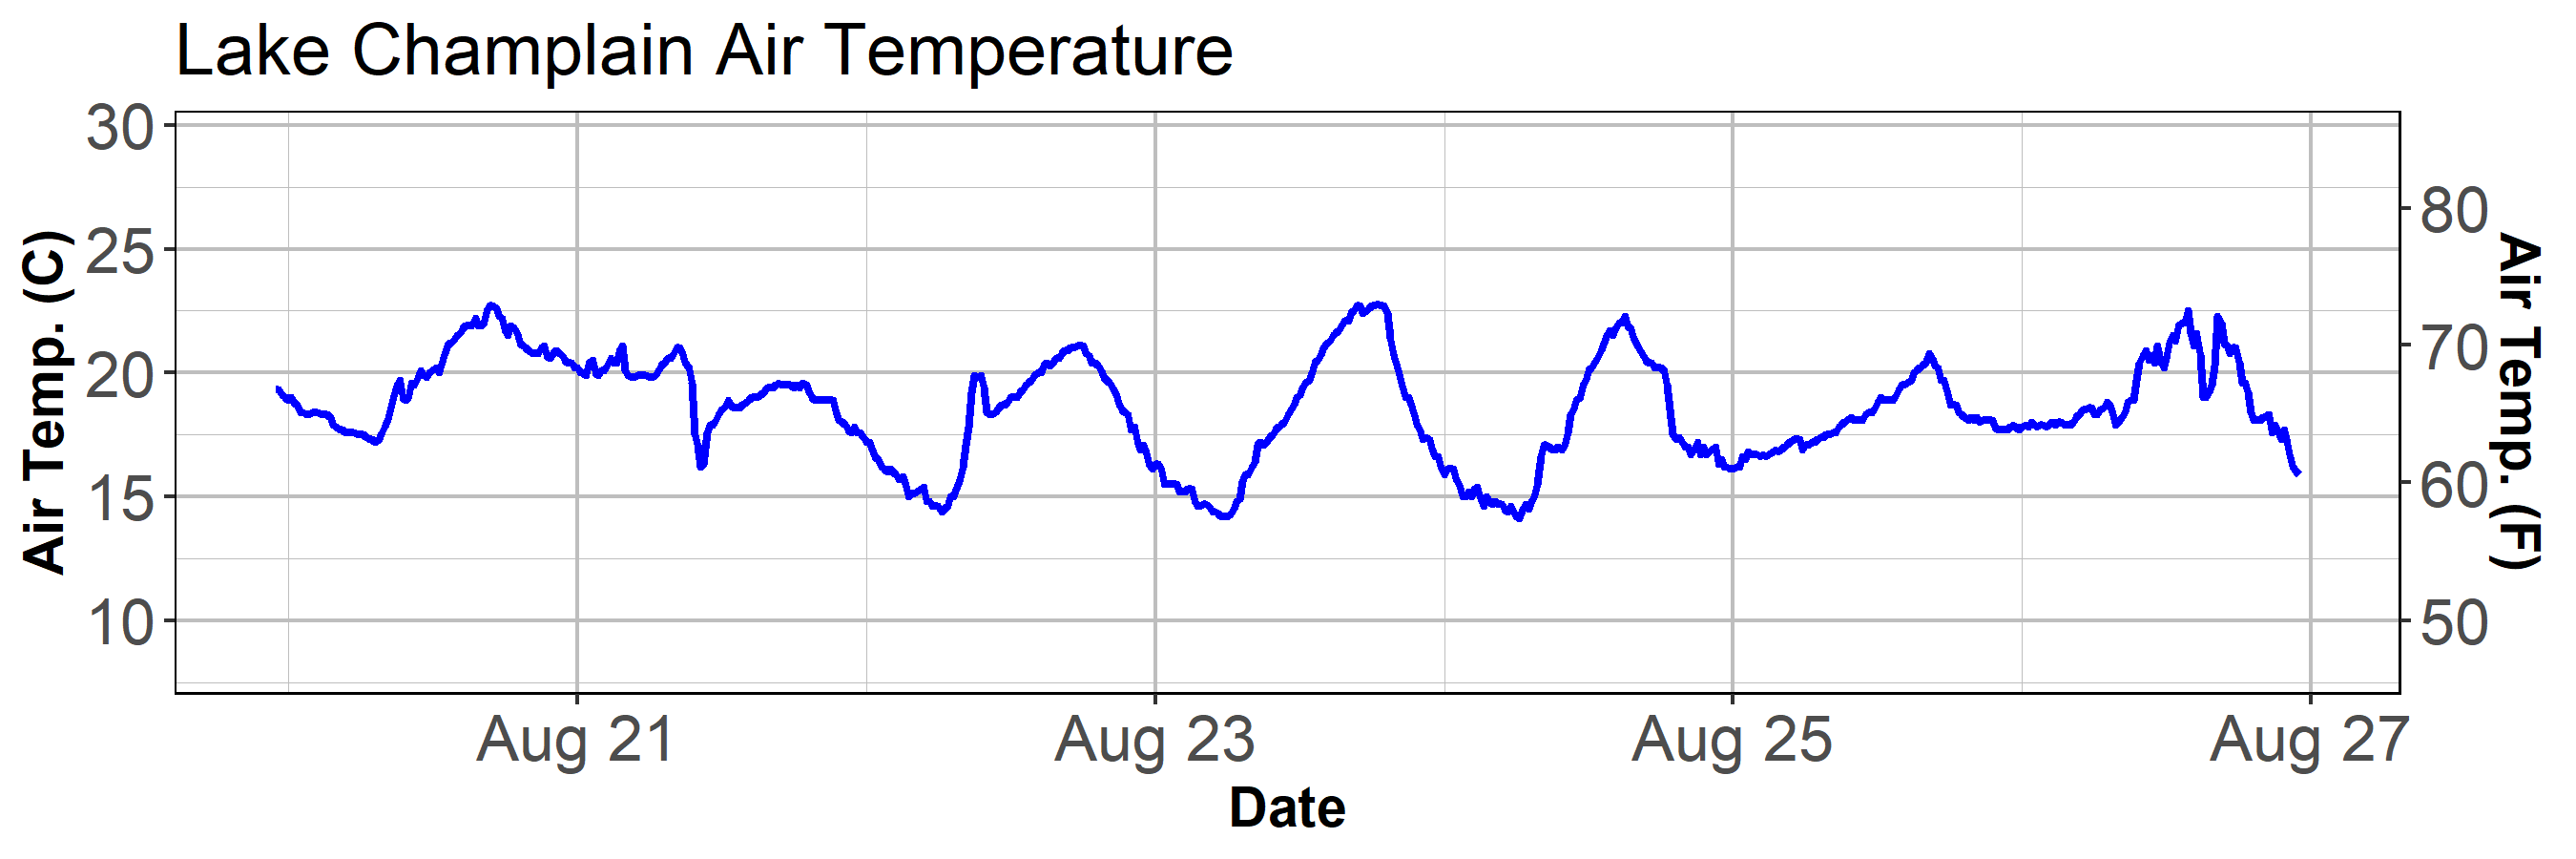 Lake Champlain Air Temperature
Air Temp. (C)
30
25
20
15
10
80
70
60
50
Air Temp. (F)
Aug 21
Aug 23
Aug 25
Aug 27
Date